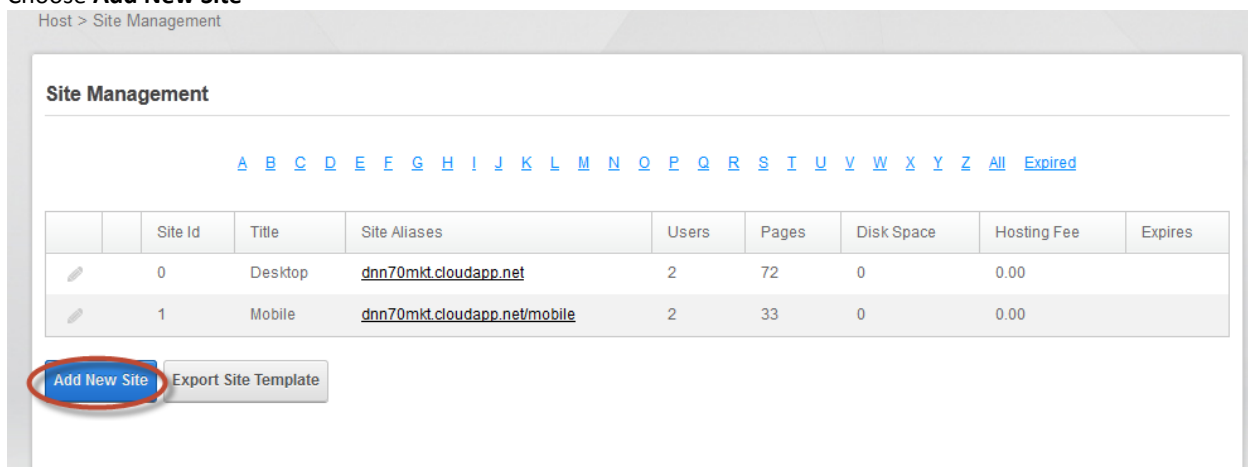 Choose Add New Site
Host > Site Management
Site Management
A B C D E F G H I J K L M N O P Q R S T U V W X Y Z All Expired
Site Id Title Site Aliases Users Pages Disk Space Hosting Fee Expires
0 Desktop dnn70mkt.cloudapp.net 2 72 0 0.00
1 Mobile dnn70mkt.cloudapp.net/mobile 2 33 0 0.00
Add New Site Export Site Template